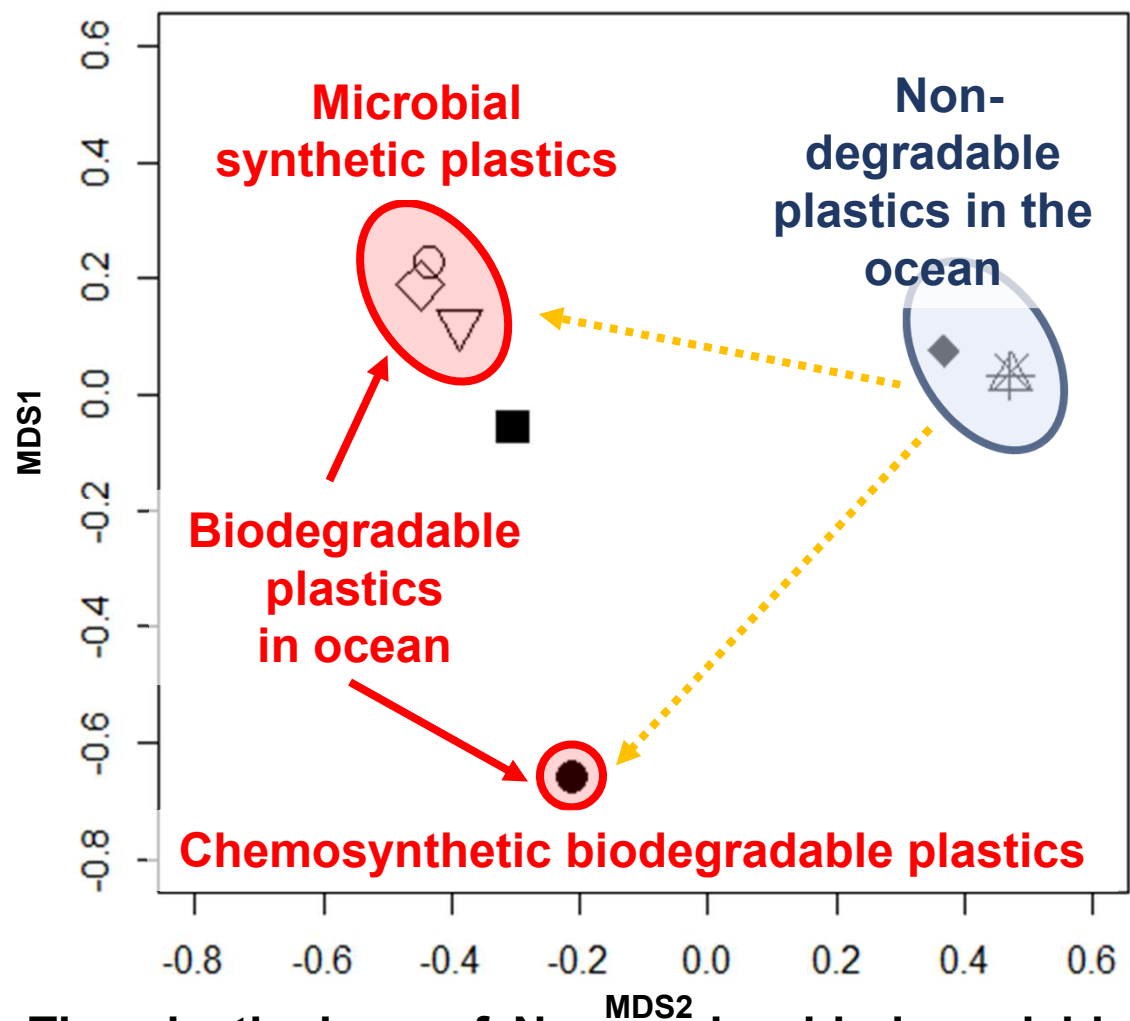 0.6
0.4
0.2
0.0
-0.2
-0.4
-0.6
-0.8
MDS1
Microbial
synthetic plastics
Non-
degradable
plastics in the
ocean
Biodegradable
plastics
in ocean
Chemosynthetic biodegradable plastics
-0.8 -0.6 -0.4 -0.2 0.0 0.2 0.4 0.6
MDS2